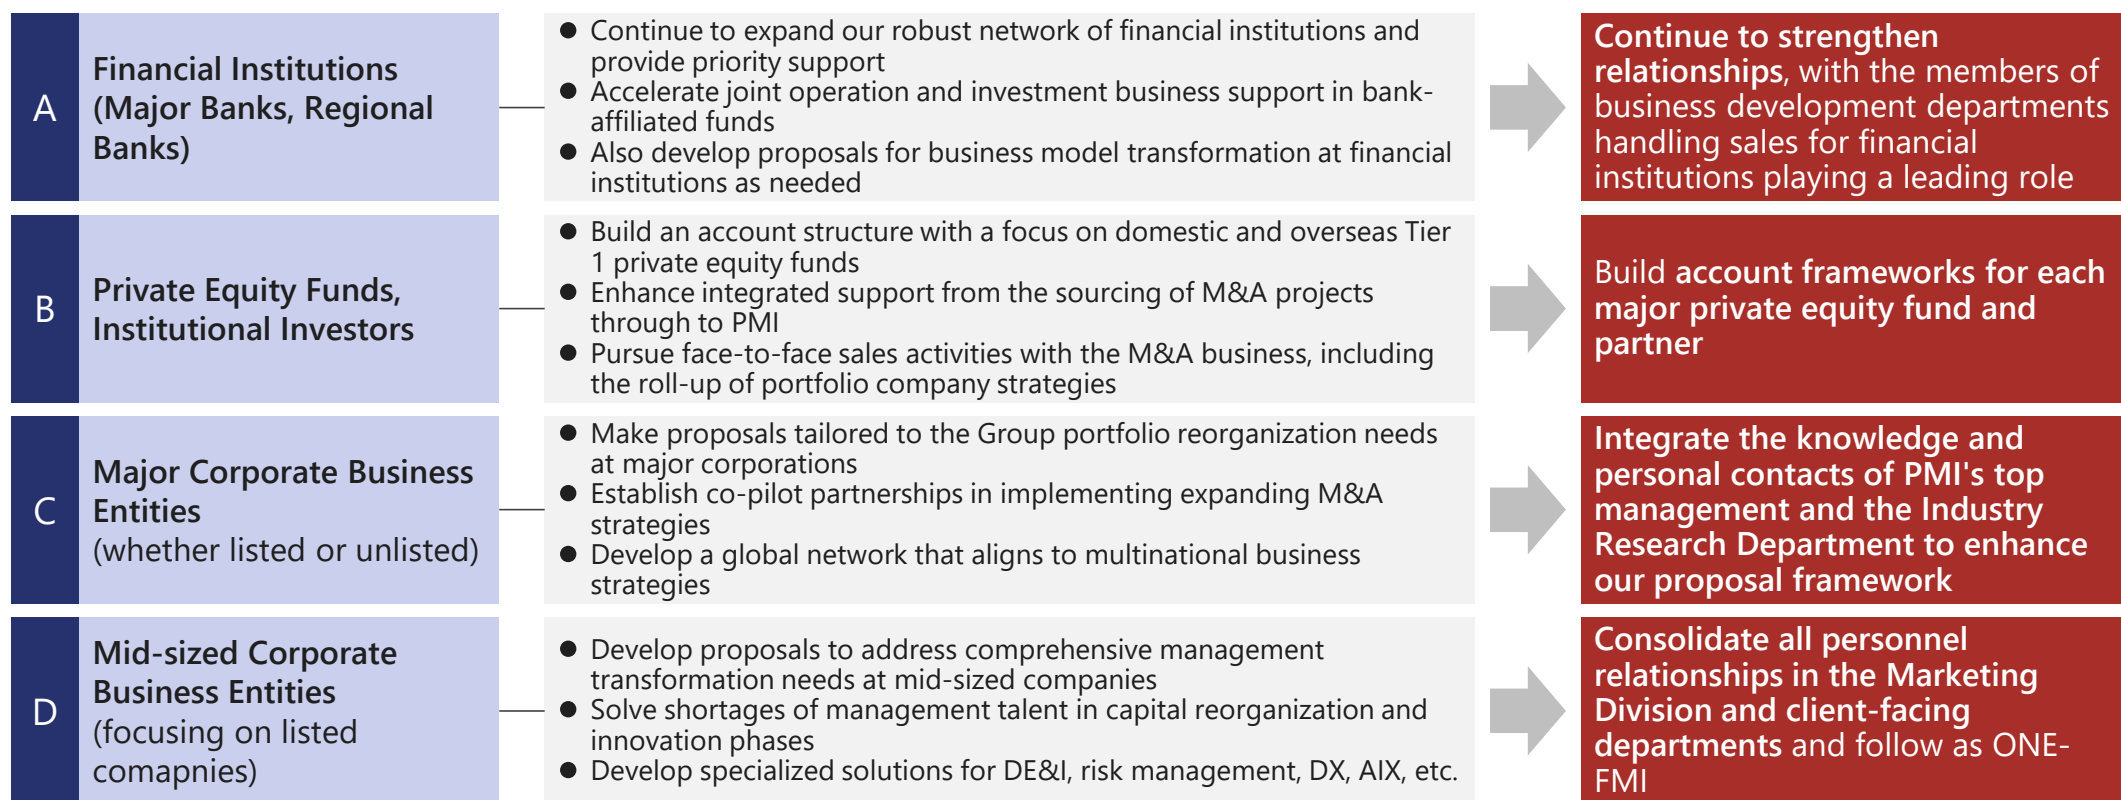 A
Financial Institutions
(Major Banks, Regional
Banks)
● Continue to expand our robust network of financial institutions and
provide priority support
● Accelerate joint operation and investment business support in bank-
affiliated funds
● Also develop proposals for business model transformation at financial
institutions as needed
Continue to strengthen
relationships, with the members of
business development departments
handling sales for financial
institutions playing a leading role
B
Private Equity Funds,
Institutional Investors
● Build an account structure with a focus on domestic and overseas Tier
1 private equity funds
● Enhance integrated support from the sourcing of M&A projects
through to PMI
● Pursue face-to-face sales activities with the M&A business, including
the roll-up of portfolio company strategies
Build account frameworks for each
major private equity fund and
partner
C
Major Corporate Business
Entities
(whether listed or unlisted)
● Make proposals tailored to the Group portfolio reorganization needs
at major corporations
● Establish co-pilot partnerships in implementing expanding M&A
strategies
● Develop a global network that aligns to multinational business
strategies
Integrate the knowledge and
personal contacts of PMI's top
management and the Industry
Research Department to enhance
our proposal framework
D
Mid-sized Corporate
Business Entities
(focusing on listed
comapnies)
● Develop proposals to address comprehensive management
transformation needs at mid-sized companies
● Solve shortages of management talent in capital reorganization and
innovation phases
● Develop specialized solutions for DE&I, risk management, DX, AIX, etc.
Consolidate all personnel
relationships in the Marketing
Division and client-facing
departments and follow as ONE-
FMI